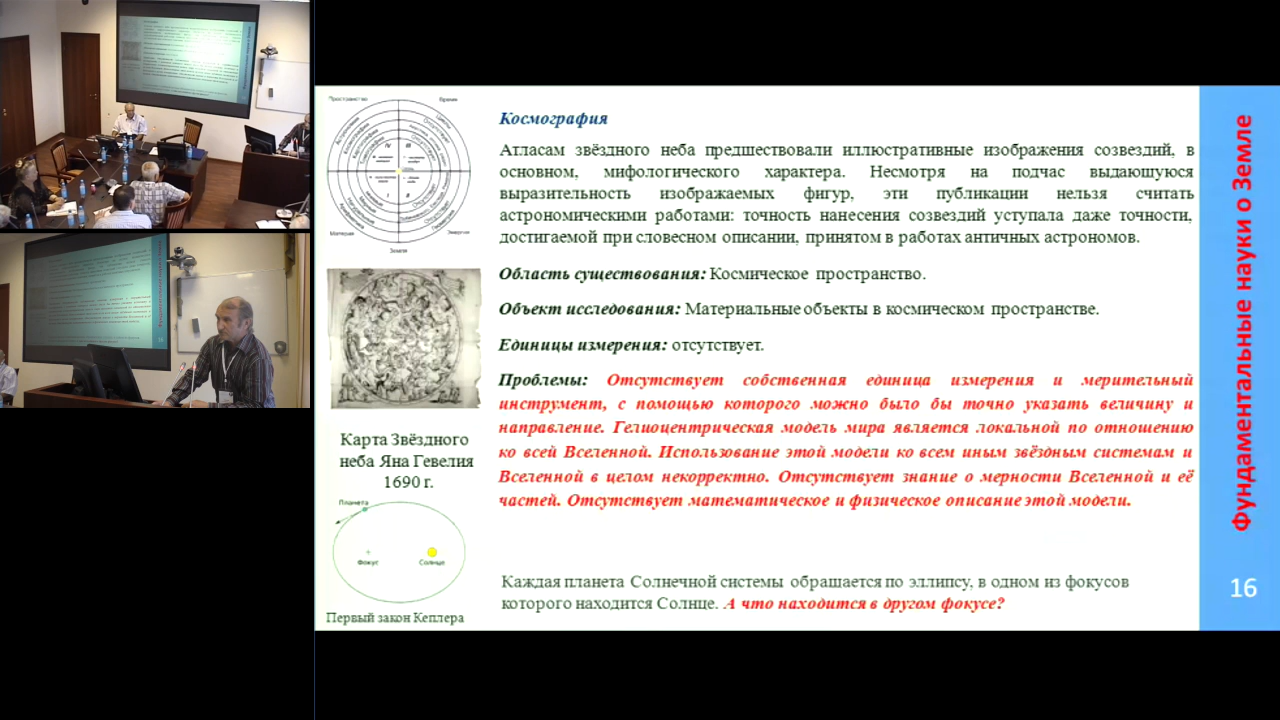 Космография
Атласам звёздного неба предшествовали иллюстративные изображения созвездий, в
основном, мифологического характера. Несмотря на подчас выдающуюся
выразительность изображаемых фигур, эти публикации нельзя считать
астрономическими работами: точность нанесения созвездий уступала даже точности,
достигаемой при словесном описании, принятом в работах античных астрономов.
Область существования: Космическое пространство.
Объект исследования: Материальные объекты в космическом пространстве.
Единицы измерения: отсутствует.
Проблемы: Отсутствует собственная единица измерения и мерительный
инструмент, с помощью которого можно было бы точно указать величину и
направление. Гелиоцентрическая модель мира является локальной по отношению
ко всей Вселенной. Использование этой модели ко всем иным звёздным системам и
Вселенной в целом некорректно. Отсутствует знание о мерности Вселенной и её
частей. Отсутствует математическое и физическое описание этой модели.
Каждая планета Солнечной системы обращается по эллипсу, в одном из фокусов
которого находится Солнце. А что находится в другом фокусе?
Пространство
Время
Материя
Энергия
Земля
IV
III
I
II
Карта Звёздного
неба Яна Гевелия
1690 г.
Планета
Фокус
Солнце
Первый закон Кеплера
Фундаментальные науки о Земле
16